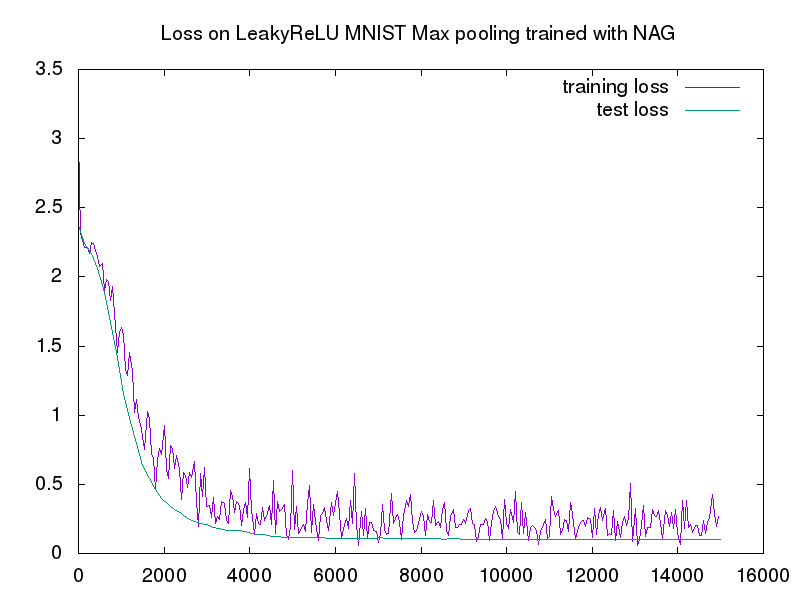 Loss on LeakyReLU MNIST Max pooling trained with NAG
3.5
training loss
test loss
3
2.5
2
1.5
1
0.5
0
0 2000 4000 6000 8000 10000 12000 14000 16000